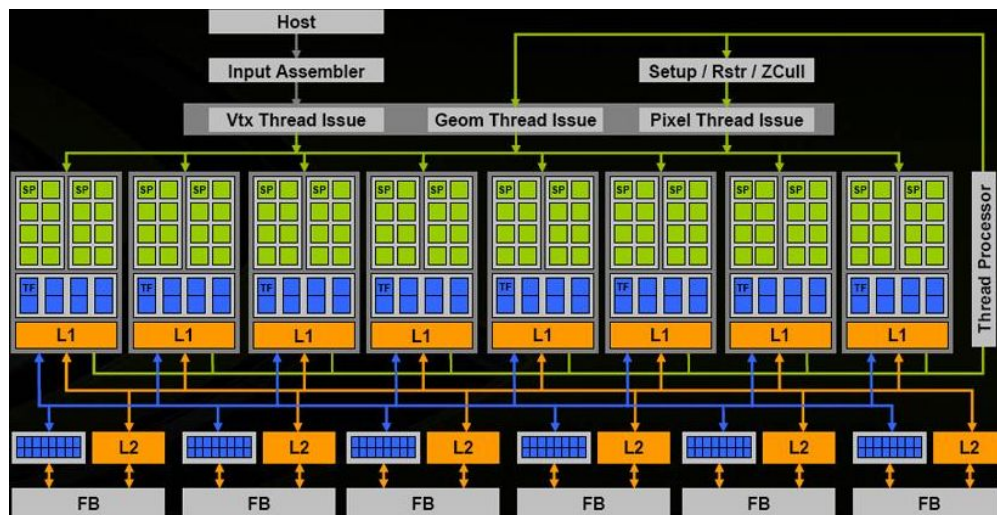 Host
Input Assembler
Setup / Rstr / ZCull
Vtx Thread Issue Geom Thread Issue Pixel Thread Issue
SP SP SP SP SP SP SP SP SP SP SP SP SP SP SP SP
Thread Processor
TF TF TF TF TF TF TF TF
L1 L1 L1 L1 L1 L1 L1 L1
L2 L2 L2 L2 L2 L2
FB FB FB FB FB FB